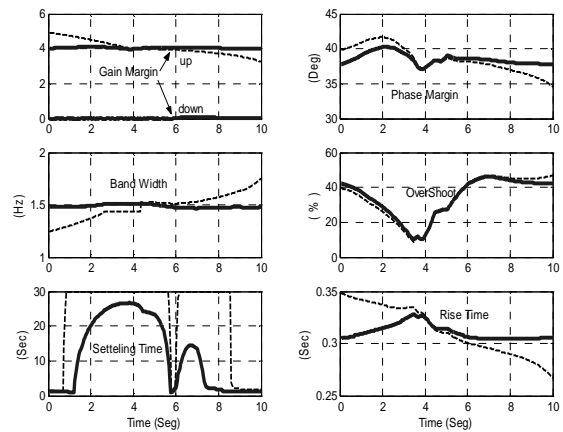 6
4
2
0
Gain Margin
up
down
0 2 4 6 8 10
45
40
35
30
(Deg)
Phase Margin
0 2 4 6 8 10
2
1.5
1
(Hz)
Band Width
0 2 4 6 8 10
60
40
20
0
( % )
OverShoot
0 2 4 6 8 10
30
20
10
0
(Sec)
Setteling Time
0 2 4 6 8 10
Time (Seg)
0.35
0.3
0.25
(Sec)
Rise Time
0 2 4 6 8 10
Time (Seg)